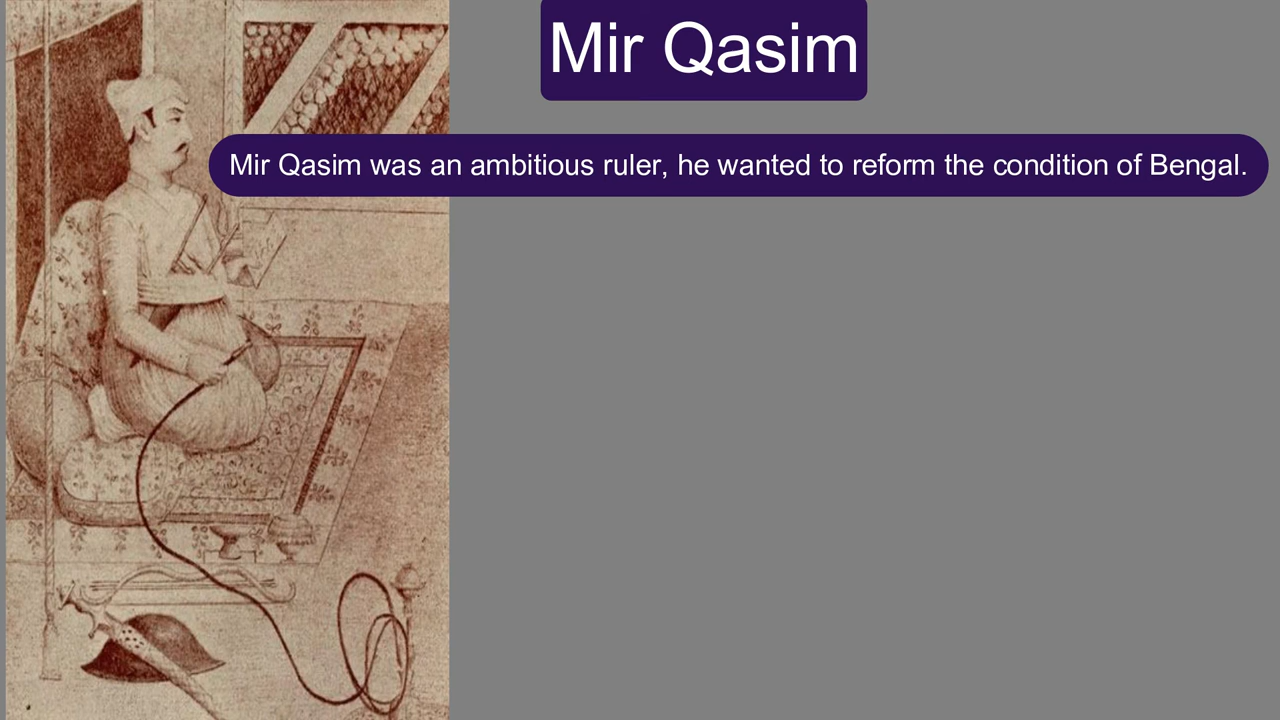 Mir Qasim
Mir Qasim was an ambitious ruler, he wanted to reform the condition of Bengal.